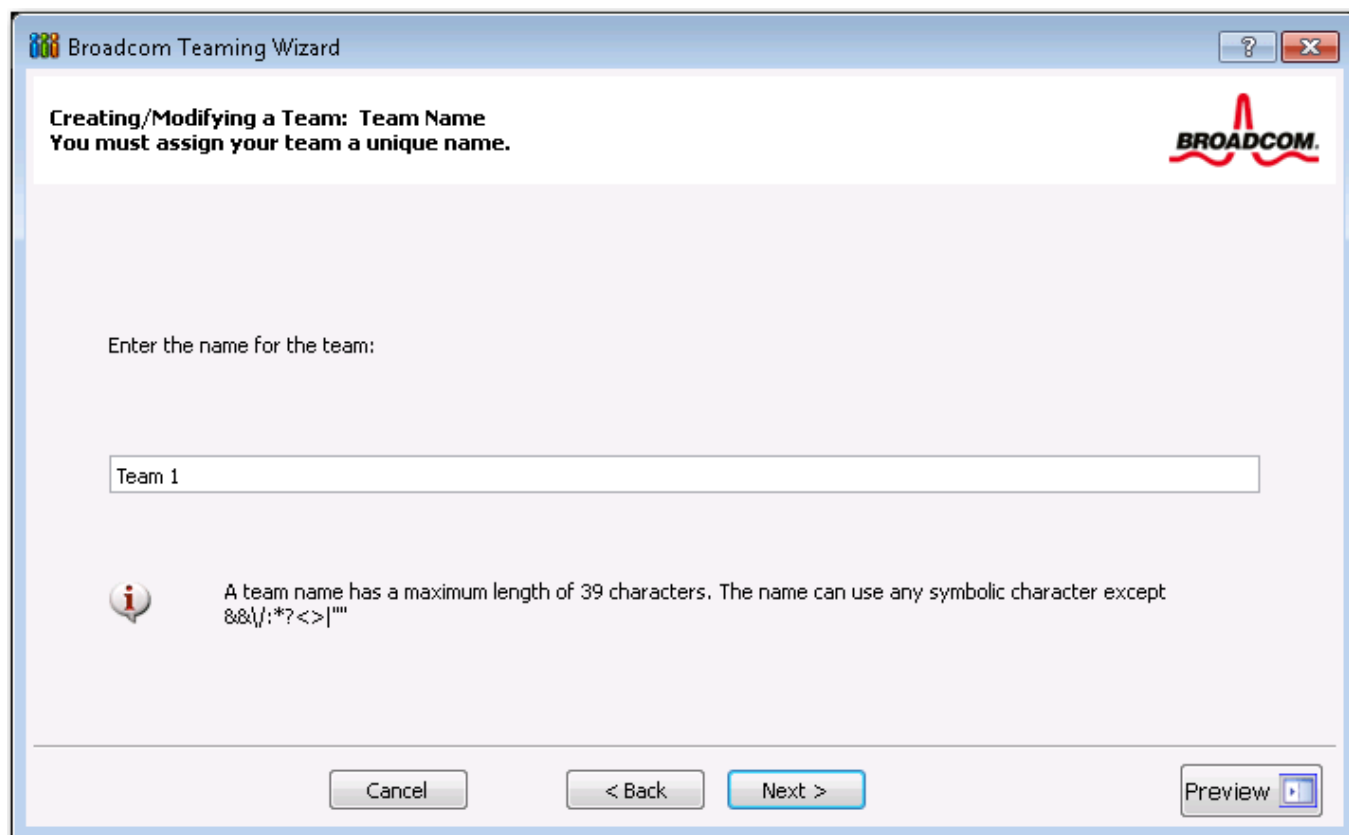 Broadcom Teaming Wizard
Creating/Modifying a Team:  Team Name
You must assign your team a unique name.
BROADCOM.
Enter the name for the team:
Team 1
A team name has a maximum length of 39 characters. The name can use any symbolic character except
&&\/:*?<>|""
Cancel
< Back
Next >
Preview